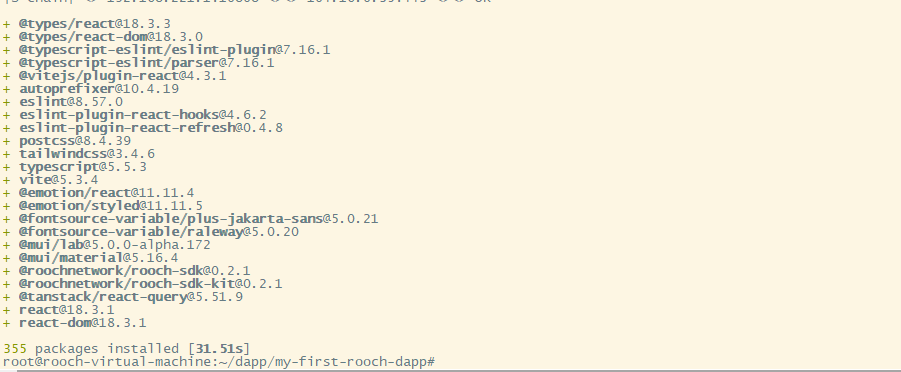 + @types/react@18.3.3
+ @types/react-dom@18.3.0
+ @typescript-eslint/eslint-plugin@7.16.1
+ @typescript-eslint/parser@7.16.1
+ @vitejs/plugin-react@4.3.1
+ autoprefixer@10.4.19
+ eslint@8.57.0
+ eslint-plugin-react-hooks@4.6.2
+ eslint-plugin-react-refresh@0.4.8
+ postcss@8.4.39
+ tailwindcss@3.4.6
+ typescript@5.5.3
+ vite@5.3.4
+ @emotion/react@11.11.4
+ @emotion/styled@11.11.5
+ @fontsource-variable/plus-jakarta-sans@5.0.21
+ @fontsource-variable/raleway@5.0.20
+ @mui/lab@5.0.0-alpha.172
+ @mui/material@5.16.4
+ @roochnetwork/rooch-sdk@0.2.1
+ @roochnetwork/rooch-sdk-kit@0.2.1
+ @tanstack/react-query@5.51.9
+ react@18.3.1
+ react-dom@18.3.1
355 packages installed [31.51s]
root@rooch-virtual-machine:~/dapp/my-first-rooch-dapp#